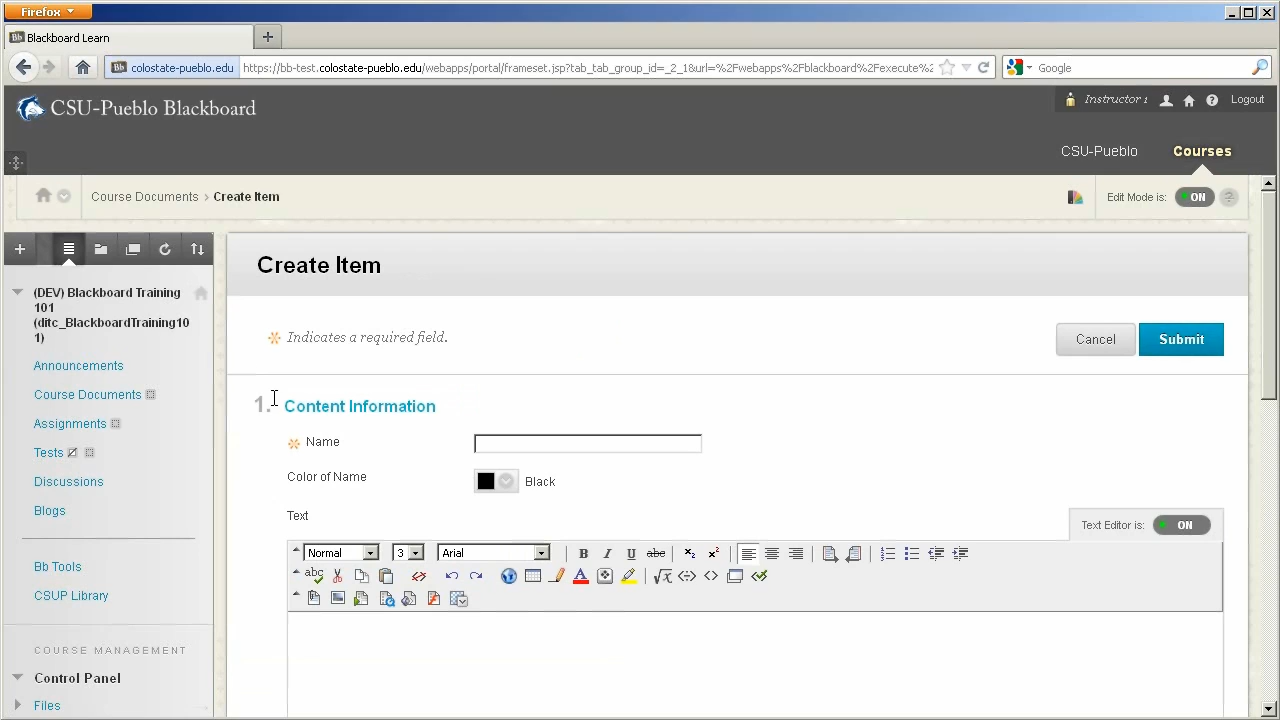 Firefox
Blackboard Learn
colostate-pueblo.edu https://bb-test.colostate-pueblo.edu/webapps/portal/frameset.jsp?tab_tab_group_id=_2_1&url=%2Fwebapps%2Fblackboard%2Fexecute%2
Google
CSU-Pueblo Blackboard
Instructor 1
Logout
CSU-Pueblo Courses
Course Documents > Create Item
Edit Mode is: ON
Create Item
(DEV) Blackboard Training 
101
(ditc_BlackboardTraining10
1)
Indicates a required field.
Cancel Submit
Announcements
Course Documents
Assignments
Tests
Discussions
Blogs
Bb Tools
CSUP Library
COURSE MANAGEMENT
Control Panel
Files
1. Content Information
Name
Color of Name
Black
Text
Text Editor is: ON
Normal 3 Arial